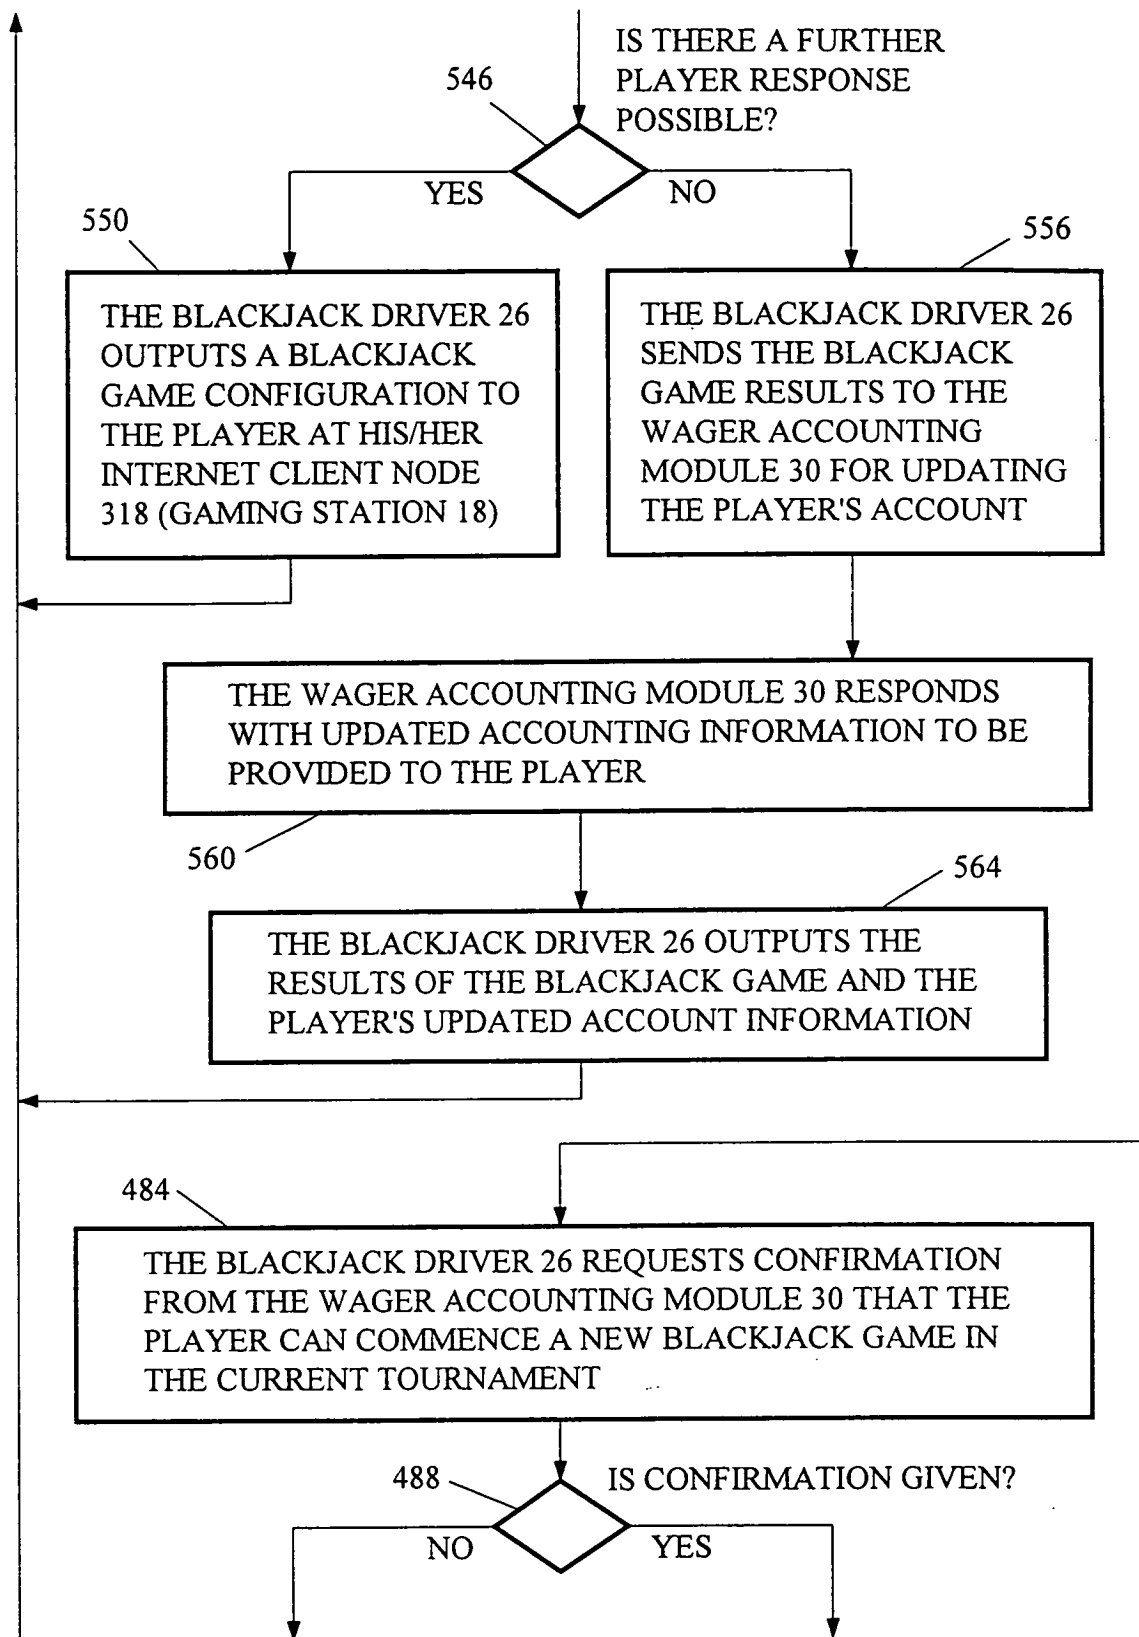 IS THERE A FURTHER
PLAYER RESPONSE
POSSIBLE?
546
YES
NO
550
556
THE BLACKJACK DRIVER 26
OUTPUTS A BLACKJACK
GAME CONFIGURATION TO
THE PLAYER AT HIS/HER
INTERNET CLIENT NODE
318 (GAMING STATION 18)
THE BLACKJACK DRIVER 26
SENDS THE BLACKJACK
GAME RESULTS TO THE
WAGER ACCOUNTING
MODULE 30 FOR UPDATING
THE PLAYER'S ACCOUNT
THE WAGER ACCOUNTING MODULE 30 RESPONDS
WITH UPDATED ACCOUNTING INFORMATION TO BE
PROVIDED TO THE PLAYER
560
564
THE BLACKJACK DRIVER 26 OUTPUTS THE
RESULTS OF THE BLACKJACK GAME AND THE
PLAYER'S UPDATED ACCOUNT INFORMATION
484
THE BLACKJACK DRIVER 26 REQUESTS CONFIRMATION
FROM THE WAGER ACCOUNTING MODULE 30 THAT THE
PLAYER CAN COMMENCE A NEW BLACKJACK GAME IN
THE CURRENT TOURNAMENT
488
IS CONFIRMATION GIVEN?
NO
YES